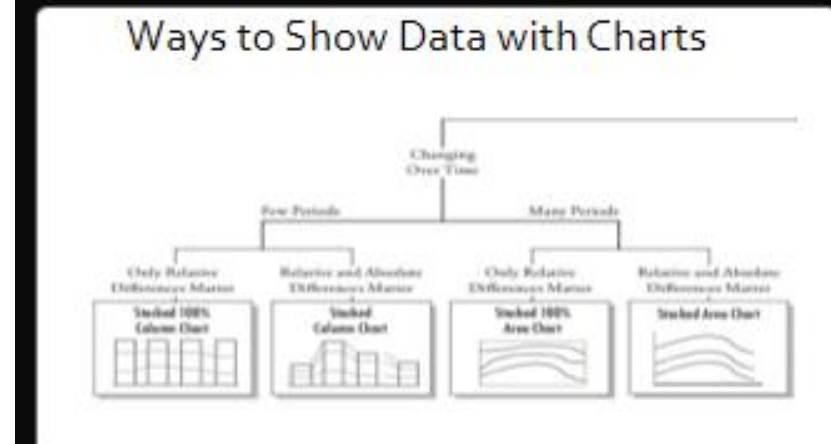 Ways to Show Data with Charts
Changing
Over Time
Few Periods
Many Periods
Only Relative
Differences Matter
Relative and Absolute
Differences Matter
Only Relative
Differences Matter
Relative and Absolute
Differences Matter
Stacked 100%
Column Chart
Stacked
Column Chart
Stacked 100%
Area Chart
Stacked Area Chart